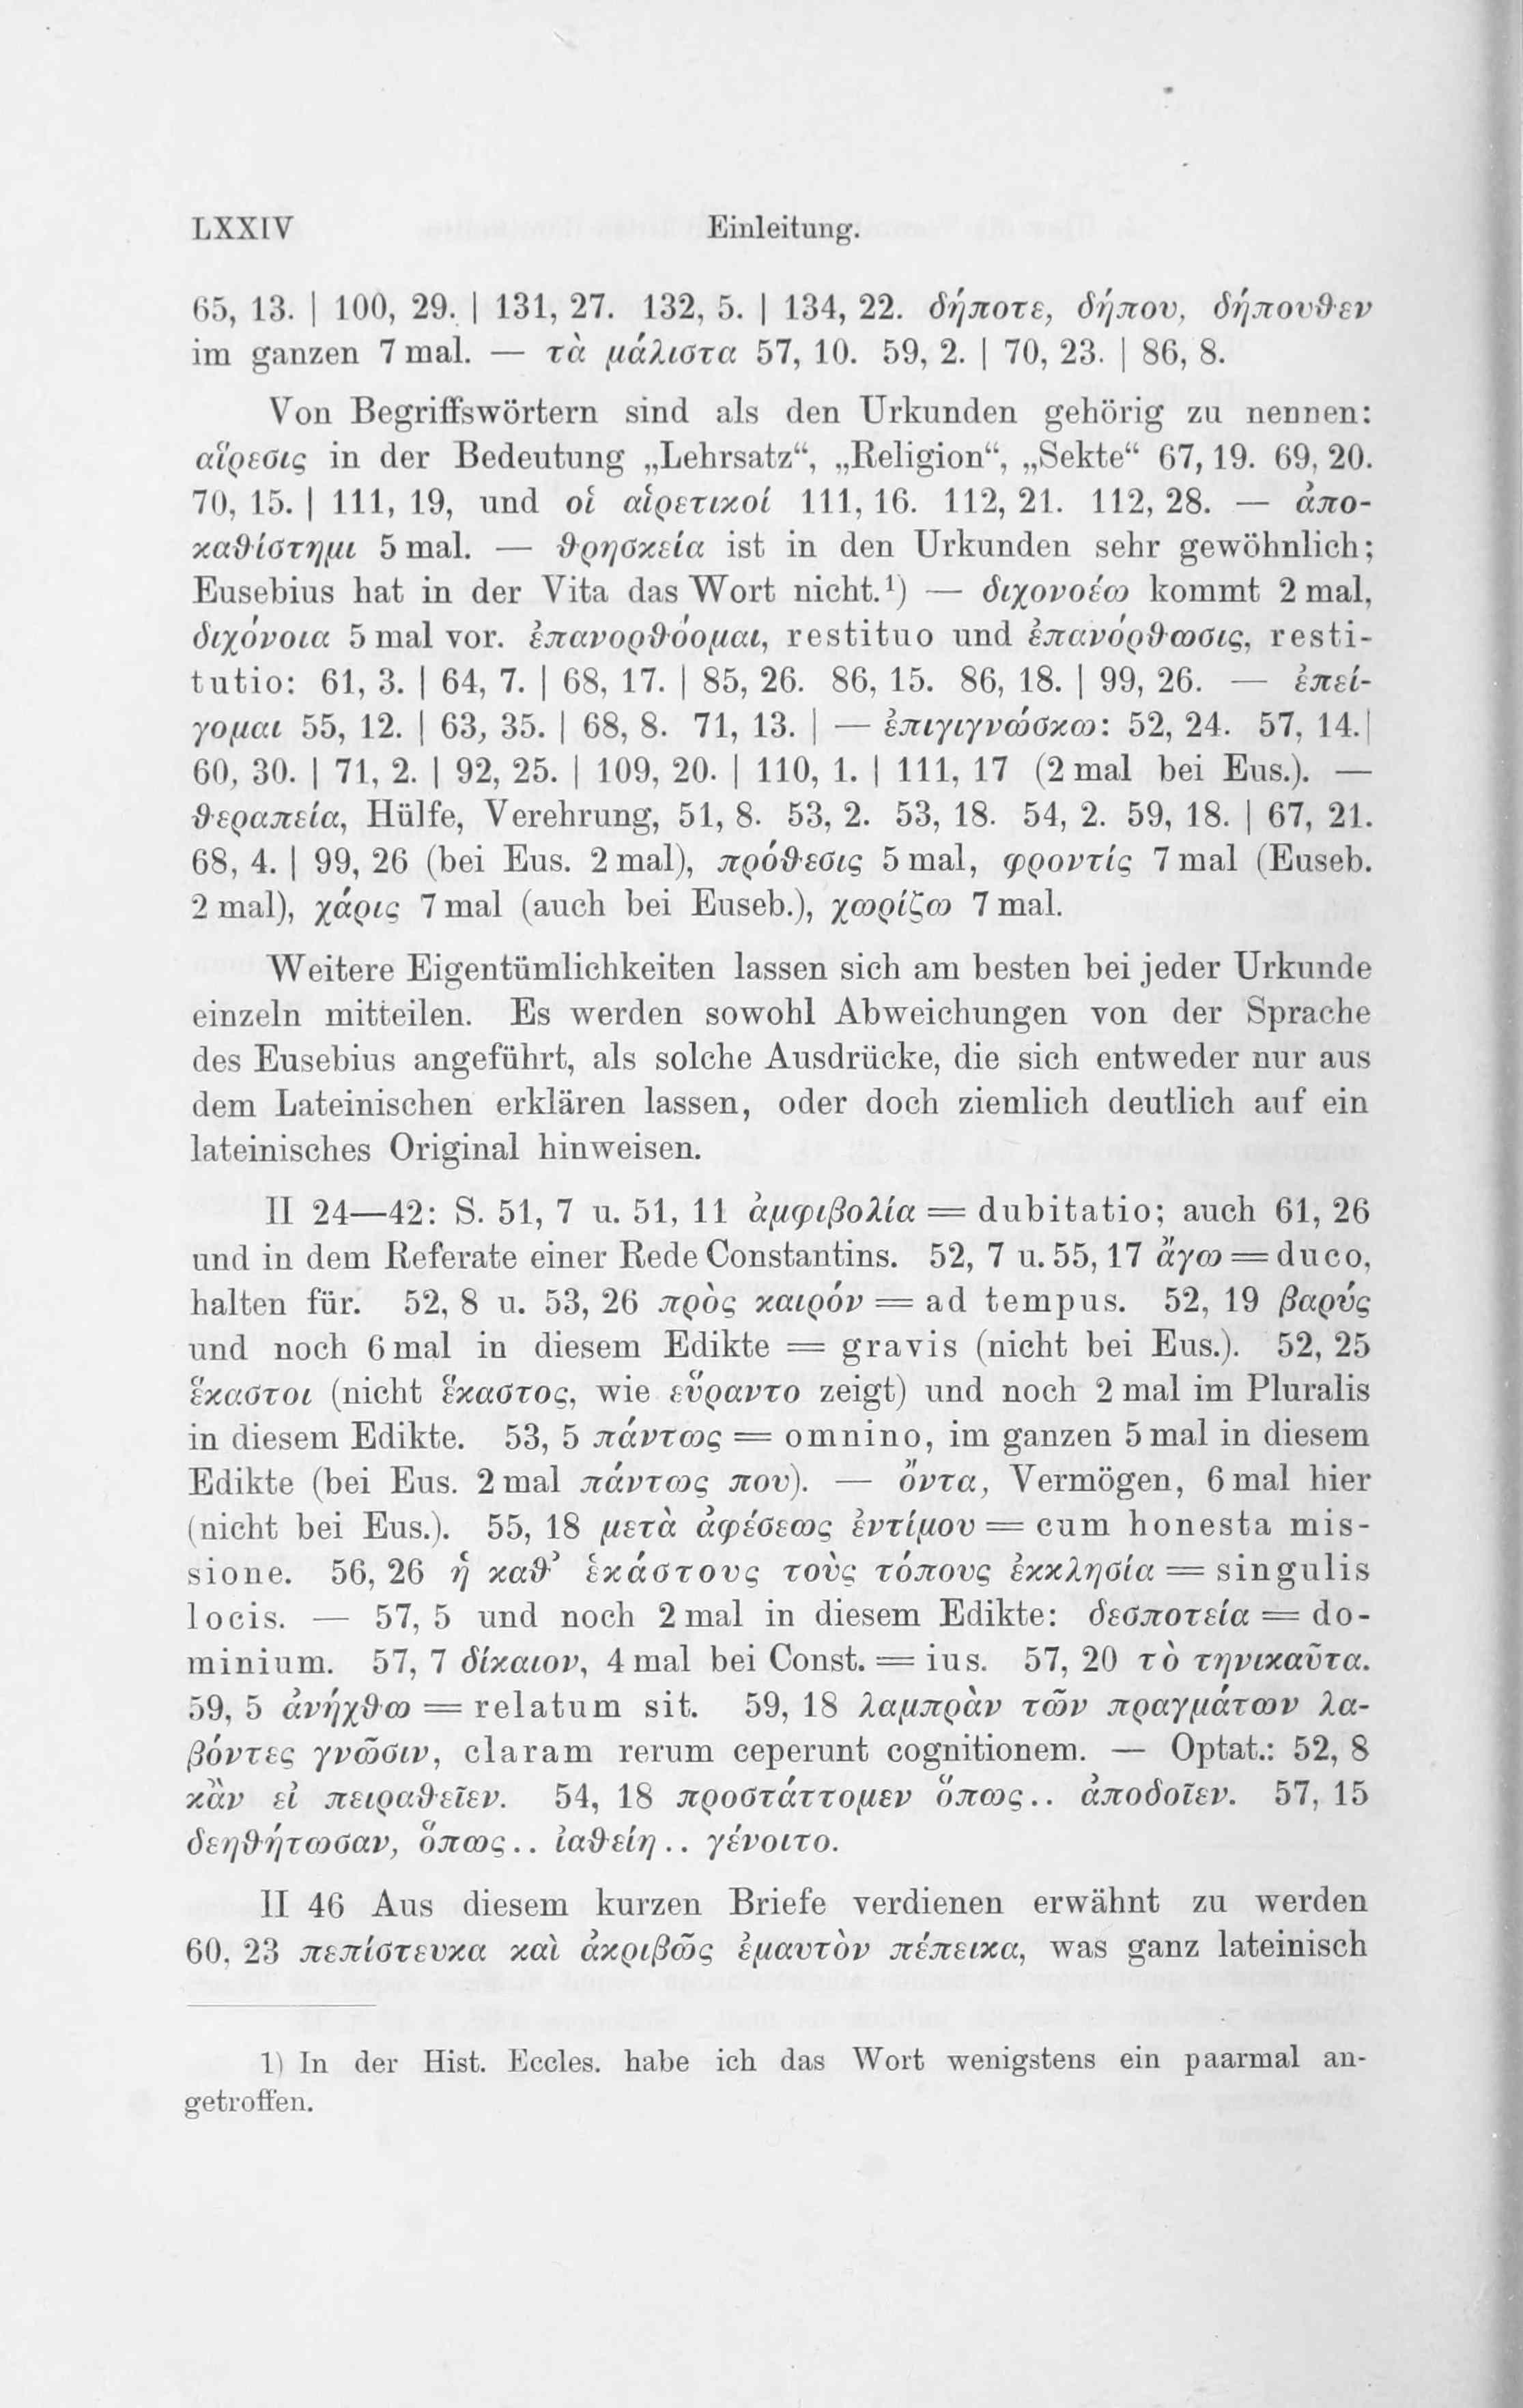 LXXIV Einleitung.
65, 13. | 100, 29. | 131, 27. 132, 5. | 134, 22. δήποτε, δήπου, δήπουθεν
im ganzen 7 mal. — τὰ μάλιστα 57, 10. 59, 2. | 70, 23. | 86, 8.
Von Begriffswörtern sind als den Urkunden gehörig zu nennen:
αἵρεσις in der Bedeutung „Lehrsatz“, „Religion“, „Sekte“ 67, 19. 69, 20.
70, 15. | 111, 19, und οἱ αἱρετικοί 111, 16. 112, 21. 112, 28. — ἀπο-
καθίστημι 5 mal. — θρησκεία ist in den Urkunden sehr gewöhnlich;
Eusebius hat in der Vita das Wort nicht.¹) — διχονοέω kommt 2 mal,
διχόνοια 5 mal vor. ἐπανορθόομαι, restituo und ἐπανόρθωσις, resti-
tutio: 61, 3. | 64, 7. | 68, 17. | 85, 26. 86, 15. 86, 18. | 99, 26. — ἐπεί-
γομαι 55, 12. | 63, 35. | 68, 8. 71, 13. | — ἐπιγιγνώσκω: 52, 24. 57, 14. |
60, 30. | 71, 2. | 92, 25. | 109, 20. | 110, 1. | 111, 17 (2 mal bei Eus.). —
θεραπεία, Hülfe, Verehrung, 51, 8. 53, 2. 53, 18. 54, 2. 59, 18. | 67, 21.
68, 4. | 99, 26 (bei Eus. 2 mal), πρόθεσις 5 mal, φροντίς 7 mal (Euseb.
2 mal), χάρις 7 mal (auch bei Euseb.), χωρίζω 7 mal.
Weitere Eigentümlichkeiten lassen sich am besten bei jeder Urkunde
einzeln mitteilen. Es werden sowohl Abweichungen von der Sprache
des Eusebius angeführt, als solche Ausdrücke, die sich entweder nur aus
dem Lateinischen erklären lassen, oder doch ziemlich deutlich auf ein
lateinisches Original hinweisen.
II 24—42: S. 51, 7 u. 51, 11 ἀμφιβολία = dubitatio; auch 61, 26
und in dem Referate einer Rede Constantins. 52, 7 u. 55, 17 ἄγω = duco,
halten für. 52, 8 u. 53, 26 πρὸς καιρόν = ad tempus. 52, 19 βαρύς
und noch 6 mal in diesem Edikte = gravis (nicht bei Eus.). 52, 25
ἕκαστοι (nicht ἕκαστος, wie εὕραντο zeigt) und noch 2 mal im Pluralis
in diesem Edikte. 53, 5 πάντως = omnino, im ganzen 5 mal in diesem
Edikte (bei Eus. 2 mal πάντως που). — ὄντα, Vermögen, 6 mal hier
(nicht bei Eus.). 55, 18 μετὰ ἀφέσεως ἐντίμου = cum honesta mis-
sione. 56, 26 ἡ καθ’ ἑκάστους τοὺς τόπους ἐκκλησία = singulis
locis. — 57, 5 und noch 2 mal in diesem Edikte: δεσποτεία = do-
minium. 57, 7 δίκαιον, 4 mal bei Const. = ius. 57, 20 τὸ τηνικαῦτα.
59, 5 ἀνήχθω = relatum sit. 59, 18 λαμπρὰν τῶν πραγμάτων λα-
βόντες γνῶσιν, claram rerum ceperunt cognitionem. — Optat.: 52, 8
κἂν εἰ πειραθεῖεν. 54, 18 προστάττομεν ὅπως.. ἀποδοῖεν. 57, 15
δεηθήτωσαν, ὅπως.. ἰαθείη.. γένοιτο.
II 46 Aus diesem kurzen Briefe verdienen erwähnt zu werden
60, 23 πεπίστευκα καὶ ἀκριβῶς ἐμαυτὸν πέπεικα, was ganz lateinisch
1) In der Hist. Eccles. habe ich das Wort wenigstens ein paarmal an-
getroffen.